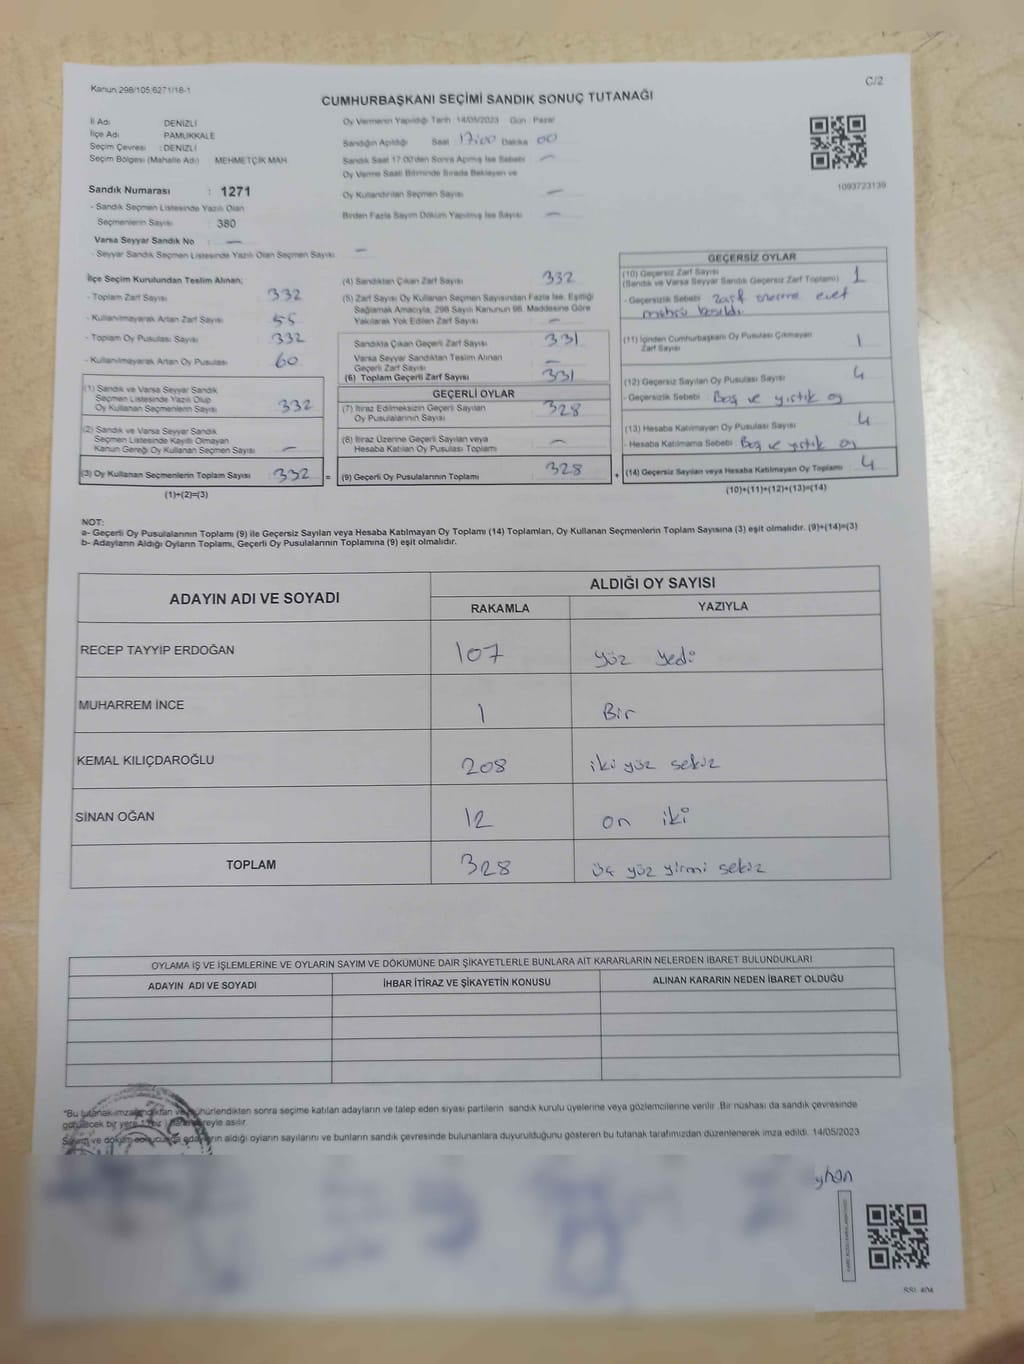 Kanun 298/105,6271/18-1
C/2
CUMHURBAŞKANI SEÇİMİ SANDIK SONUÇ TUTANAĞI
İl Adı DENİZLİ
İlçe Adı PAMUKKALE
Seçim Çevresi : DENİZLİ
Seçim Bölgesi (Mahalle Adı) MEHMETÇİK MAH
Sandık Numarası : 1271
- Sandık Seçmen Listesinde Yazılı Olan
Seçmenlerin Sayısı : 380
Varsa Seyyar Sandık No : —
- Seyyar Sandık Seçmen Listesinde Yazılı Olan Seçmen Sayısı : —
Oy Vermenin Yapıldığı Tarih 14/05/2023 Gün Pazar
Sandığın Açıldığı Saat 17:00 Dakika 00
Sandık Saat 17.00'den Sonra Açılmış İse Sebebi —
Oy Verme Saati Bitiminde Sırada Bekleyen ve
Oy Kullandırılan Seçmen Sayısı —
Birden Fazla Sayım Döküm Yapılmış İse Sayısı —
1093723139
İlçe Seçim Kurulundan Teslim Alınan;
- Toplam Zarf Sayısı 332
- Kullanılmayarak Artan Zarf Sayısı 55
- Toplam Oy Pusulası Sayısı 332
- Kullanılmayarak Artan Oy Pusulası 60
(1) Sandık ve Varsa Seyyar Sandık
Seçmen Listesinde Yazılı Olup
Oy Kullanan Seçmenlerin Sayısı 332
(2) Sandık ve Varsa Seyyar Sandık
Seçmen Listesinde Kayıtlı Olmayan
Kanun Gereği Oy Kullanan Seçmen Sayısı —
(3) Oy Kullanan Seçmenlerin Toplam Sayısı 332 =
(1)+(2)=(3)
(4) Sandıktan Çıkan Zarf Sayısı 332
(5) Zarf Sayısı Oy Kullanan Seçmen Sayısından Fazla İse, Eşitliği
Sağlamak Amacıyla, 298 Sayılı Kanunun 98. Maddesine Göre
Yakılarak Yok Edilen Zarf Sayısı —
Sandıkta Çıkan Geçerli Zarf Sayısı 331
Varsa Seyyar Sandıktan Teslim Alınan
Geçerli Zarf Sayısı —
(6) Toplam Geçerli Zarf Sayısı 331
GEÇERLİ OYLAR
(7) İtiraz Edilmeksizin Geçerli Sayılan
Oy Pusulalarının Sayısı 328
(8) İtiraz Üzerine Geçerli Sayılan veya
Hesaba Katılan Oy Pusulası Toplamı —
(9) Geçerli Oy Pusulalarının Toplamı 328 +
GEÇERSİZ OYLAR
(10) Geçersiz Zarf Sayısı
(Sandık ve Varsa Seyyar Sandık Geçersiz Zarf Toplamı) 1
- Geçersizlik Sebebi Zarf üzerine evet
mührü basıldı.
(11) İçinden Cumhurbaşkanı Oy Pusulası Çıkmayan
Zarf Sayısı 1
(12) Geçersiz Sayılan Oy Pusulası Sayısı 4
- Geçersizlik Sebebi Boş ve yırtık oy
(13) Hesaba Katılmayan Oy Pusulası Sayısı 4
- Hesaba Katılmama Sebebi Boş ve yırtık oy
(14) Geçersiz Sayılan veya Hesaba Katılmayan Oy Toplamı 4
(10)+(11)+(12)+(13)=(14)
NOT:
a- Geçerli Oy Pusulalarının Toplamı (9) ile Geçersiz Sayılan veya Hesaba Katılmayan Oy Toplamı (14) Toplamları, Oy Kullanan Seçmenlerin Toplam Sayısına (3) eşit olmalıdır. (9)+(14)=(3)
b- Adayların Aldığı Oyların Toplamı, Geçerli Oy Pusulalarının Toplamına (9) eşit olmalıdır.
ADAYIN ADI VE SOYADI
ALDIĞI OY SAYISI
RAKAMLA YAZIYLA
RECEP TAYYİP ERDOĞAN 107 yüz yedi
MUHARREM İNCE 1 Bir
KEMAL KILIÇDAROĞLU 208 iki yüz sekiz
SİNAN OĞAN 12 on iki
TOPLAM 328 üç yüz yirmi sekiz
OYLAMA İŞ VE İŞLEMLERİNE VE OYLARIN SAYIM VE DÖKÜMÜNE DAİR ŞİKAYETLERLE BUNLARA AİT KARARLARIN NELERDEN İBARET BULUNDUKLARI
ADAYIN ADI VE SOYADI İHBAR İTİRAZ VE ŞİKAYETİN KONUSU ALINAN KARARIN NEDEN İBARET OLDUĞU
"Bu tutanak imzalandıktan ve mühürlendikten sonra seçime katılan adayların ve talep eden siyasi partilerin sandık kurulu üyelerine veya gözlemcilerine verilir. Bir nüshası da sandık çevresinde
görülecek bir yere süreyle asılır.
Sayım ve döküm sonucunda adayların aldığı oyların sayılarını ve bunların sandık çevresinde bulunanlara duyurulduğunu gösteren bu tutanak tarafımızdan düzenlenerek imza edildi. 14/05/2023
yhan